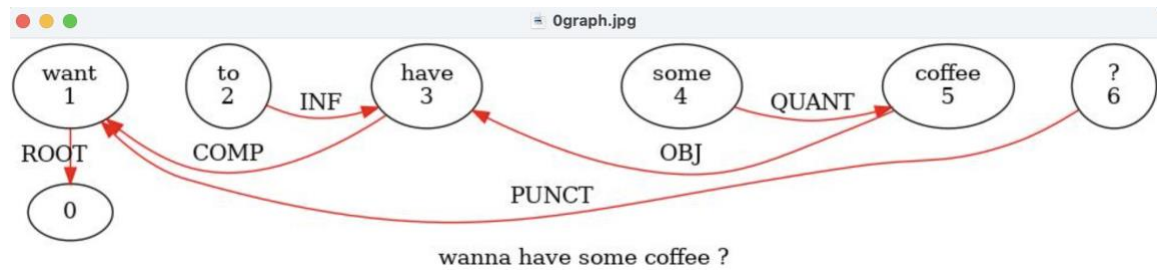 0graph.jpg
want to have some coffee ?
1 2 3 4 5 6
INF QUANT
ROOT COMP OBJ
PUNCT
0
wanna have some coffee ?